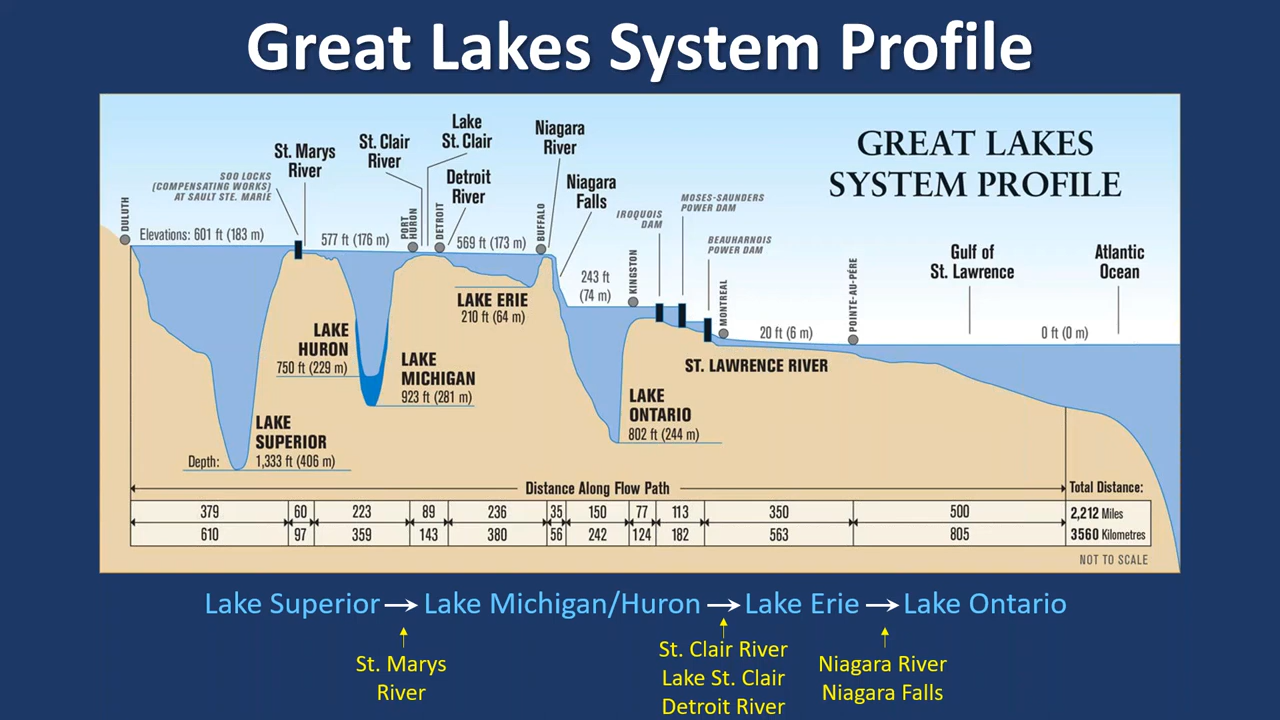 Great Lakes System Profile
GREAT LAKES
SYSTEM PROFILE
DULUTH
SOO LOCKS
(COMPENSATING WORKS)
AT SAULT STE. MARIE
St. Marys
River
St. Clair
River
Lake
St. Clair
Detroit
River
Niagara
River
Niagara
Falls
PORT
HURON
DETROIT
BUFFALO
IROQUOIS
DAM
MOSES-SAUNDERS
POWER DAM
BEAUHARNOIS
POWER DAM
KINGSTON
MONTREAL
POINTE-AU-PÉRE
Gulf of
St. Lawrence
Atlantic
Ocean
Elevations: 601 ft (183 m)
577 ft (176 m)
569 ft (173 m)
243 ft
(74 m)
20 ft (6 m)
0 ft (0 m)
LAKE ERIE
210 ft (64 m)
LAKE
HURON
750 ft (229 m)
LAKE
MICHIGAN
923 ft (281 m)
ST. LAWRENCE RIVER
LAKE
ONTARIO
802 ft (244 m)
LAKE
SUPERIOR
Depth: 1,333 ft (406 m)
Distance Along Flow Path
Total Distance:
379 60 223 89 236 35 150 77 113 350 500 2,212 Miles
610 97 359 143 380 56 242 124 182 563 805 3560 Kilometres
NOT TO SCALE
Lake Superior → Lake Michigan/Huron → Lake Erie → Lake Ontario
St. Marys
River
St. Clair River
Lake St. Clair
Detroit River
Niagara River
Niagara Falls